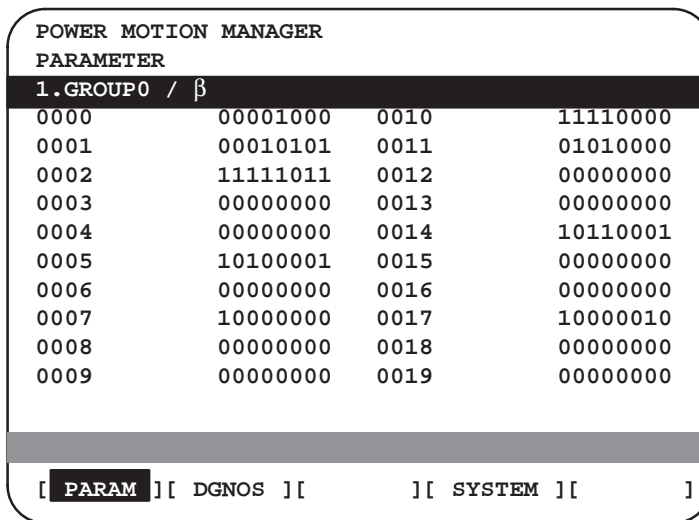 POWER MOTION MANAGER
PARAMETER
1.GROUP0 / β
0000 00001000 0010 11110000
0001 00010101 0011 01010000
0002 11111011 0012 00000000
0003 00000000 0013 00000000
0004 00000000 0014 10110001
0005 10100001 0015 00000000
0006 00000000 0016 00000000
0007 10000000 0017 10000010
0008 00000000 0018 00000000
0009 00000000 0019 00000000
[ PARAM ][ DGNOS ][ ][ SYSTEM ][ ]